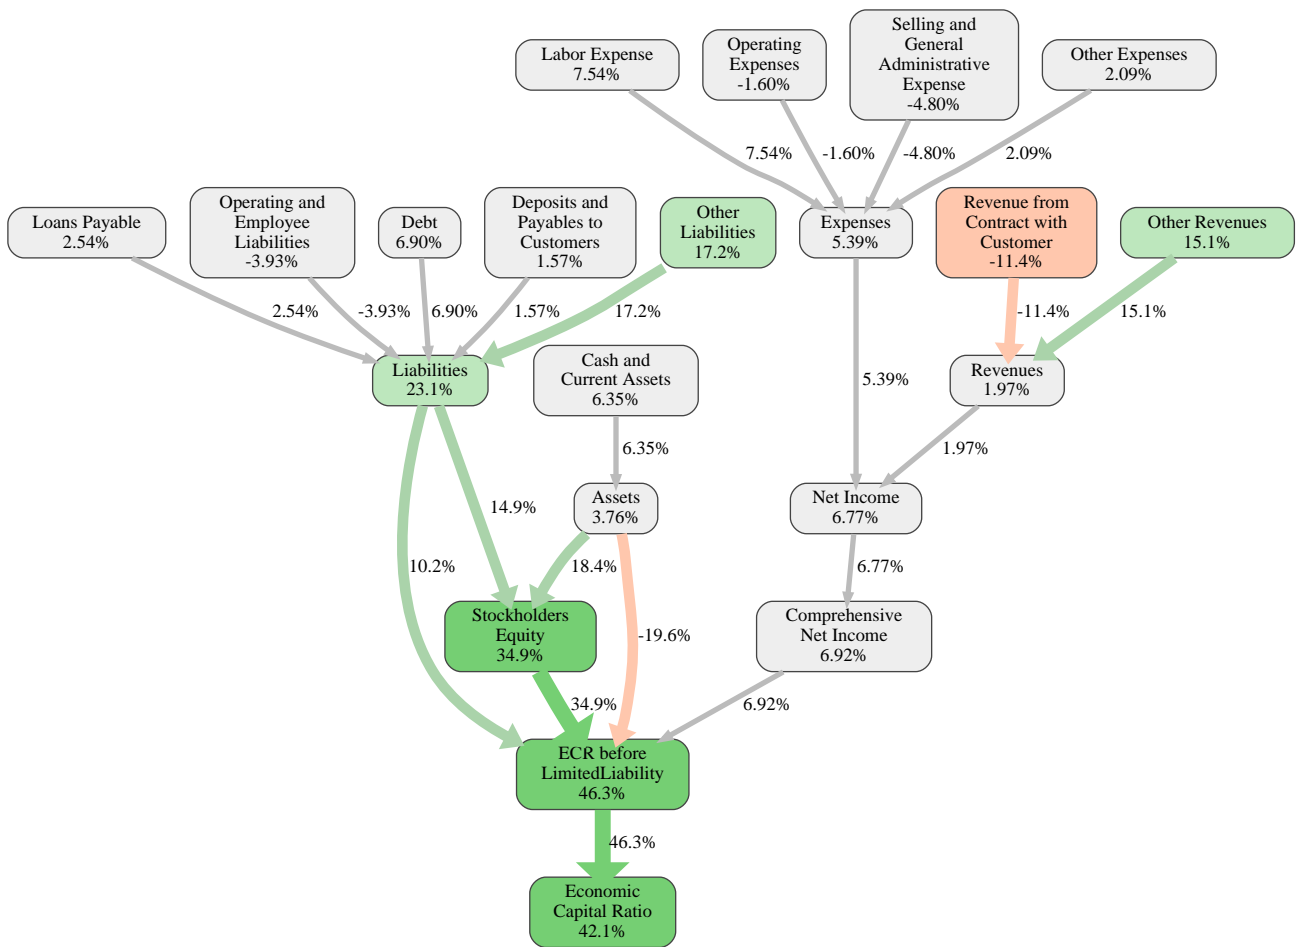 Selling and
General
Administrative
Expense
-4.80%
Labor Expense
7.54%
Operating
Expenses
-1.60%
Other Expenses
2.09%
7.54%
-1.60%
-4.80%
2.09%
Loans Payable
2.54%
Operating and
Employee
Liabilities
-3.93%
Debt
6.90%
Deposits and
Payables to
Customers
1.57%
Other
Liabilities
17.2%
Expenses
5.39%
Revenue from
Contract with
Customer
-11.4%
Other Revenues
15.1%
2.54%
-3.93%
6.90%
1.57%
17.2%
-11.4%
15.1%
Liabilities
23.1%
Cash and
Current Assets
6.35%
5.39%
Revenues
1.97%
6.35%
1.97%
14.9%
Assets
3.76%
Net Income
6.77%
10.2%
18.4%
6.77%
Stockholders
Equity
34.9%
-19.6%
Comprehensive
Net Income
6.92%
34.9%
6.92%
ECR before
LimitedLiability
46.3%
46.3%
Economic
Capital Ratio
42.1%